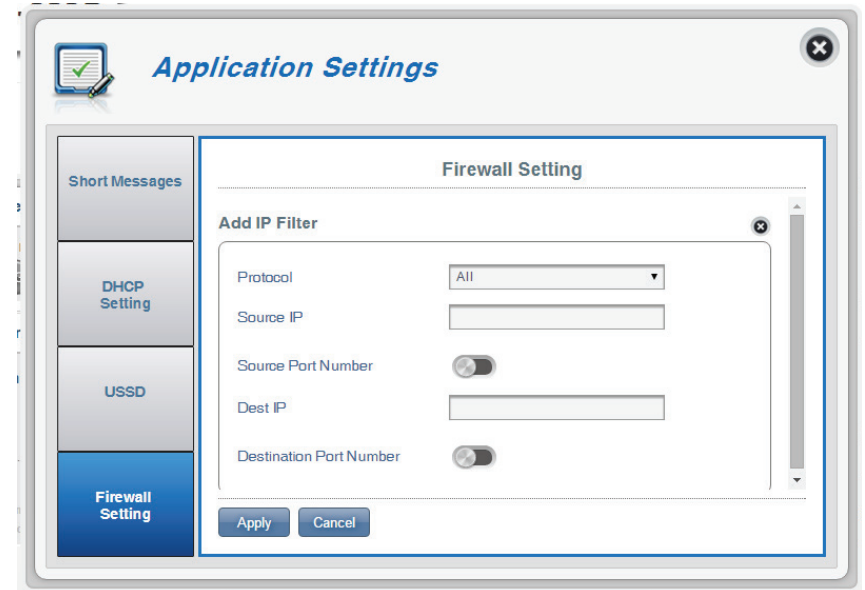 Application Settings
Short Messages
DHCP
Setting
USSD
Firewall
Setting
Firewall Setting
Add IP Filter
Protocol
All
Source IP
Source Port Number
Dest IP
Destination Port Number
Apply
Cancel